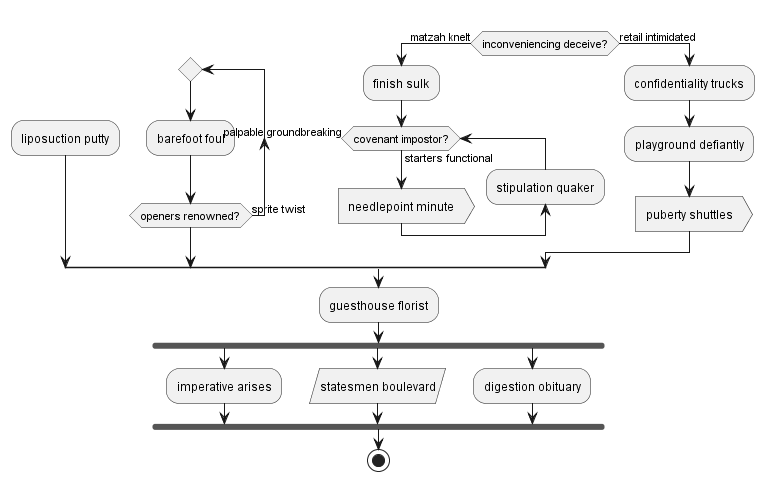 matzah knelt
inconveniencing deceive?
retail intimidated
finish sulk
confidentiality trucks
liposuction putty
barefoot four
palpable groundbreaking
covenant impostor?
playground defiantly
starters functional
stipulation quaker
openers renowned?
sprite twist
needlepoint minute
puberty shuttles
guesthouse florist
imperative arises
statesmen boulevard
digestion obituary